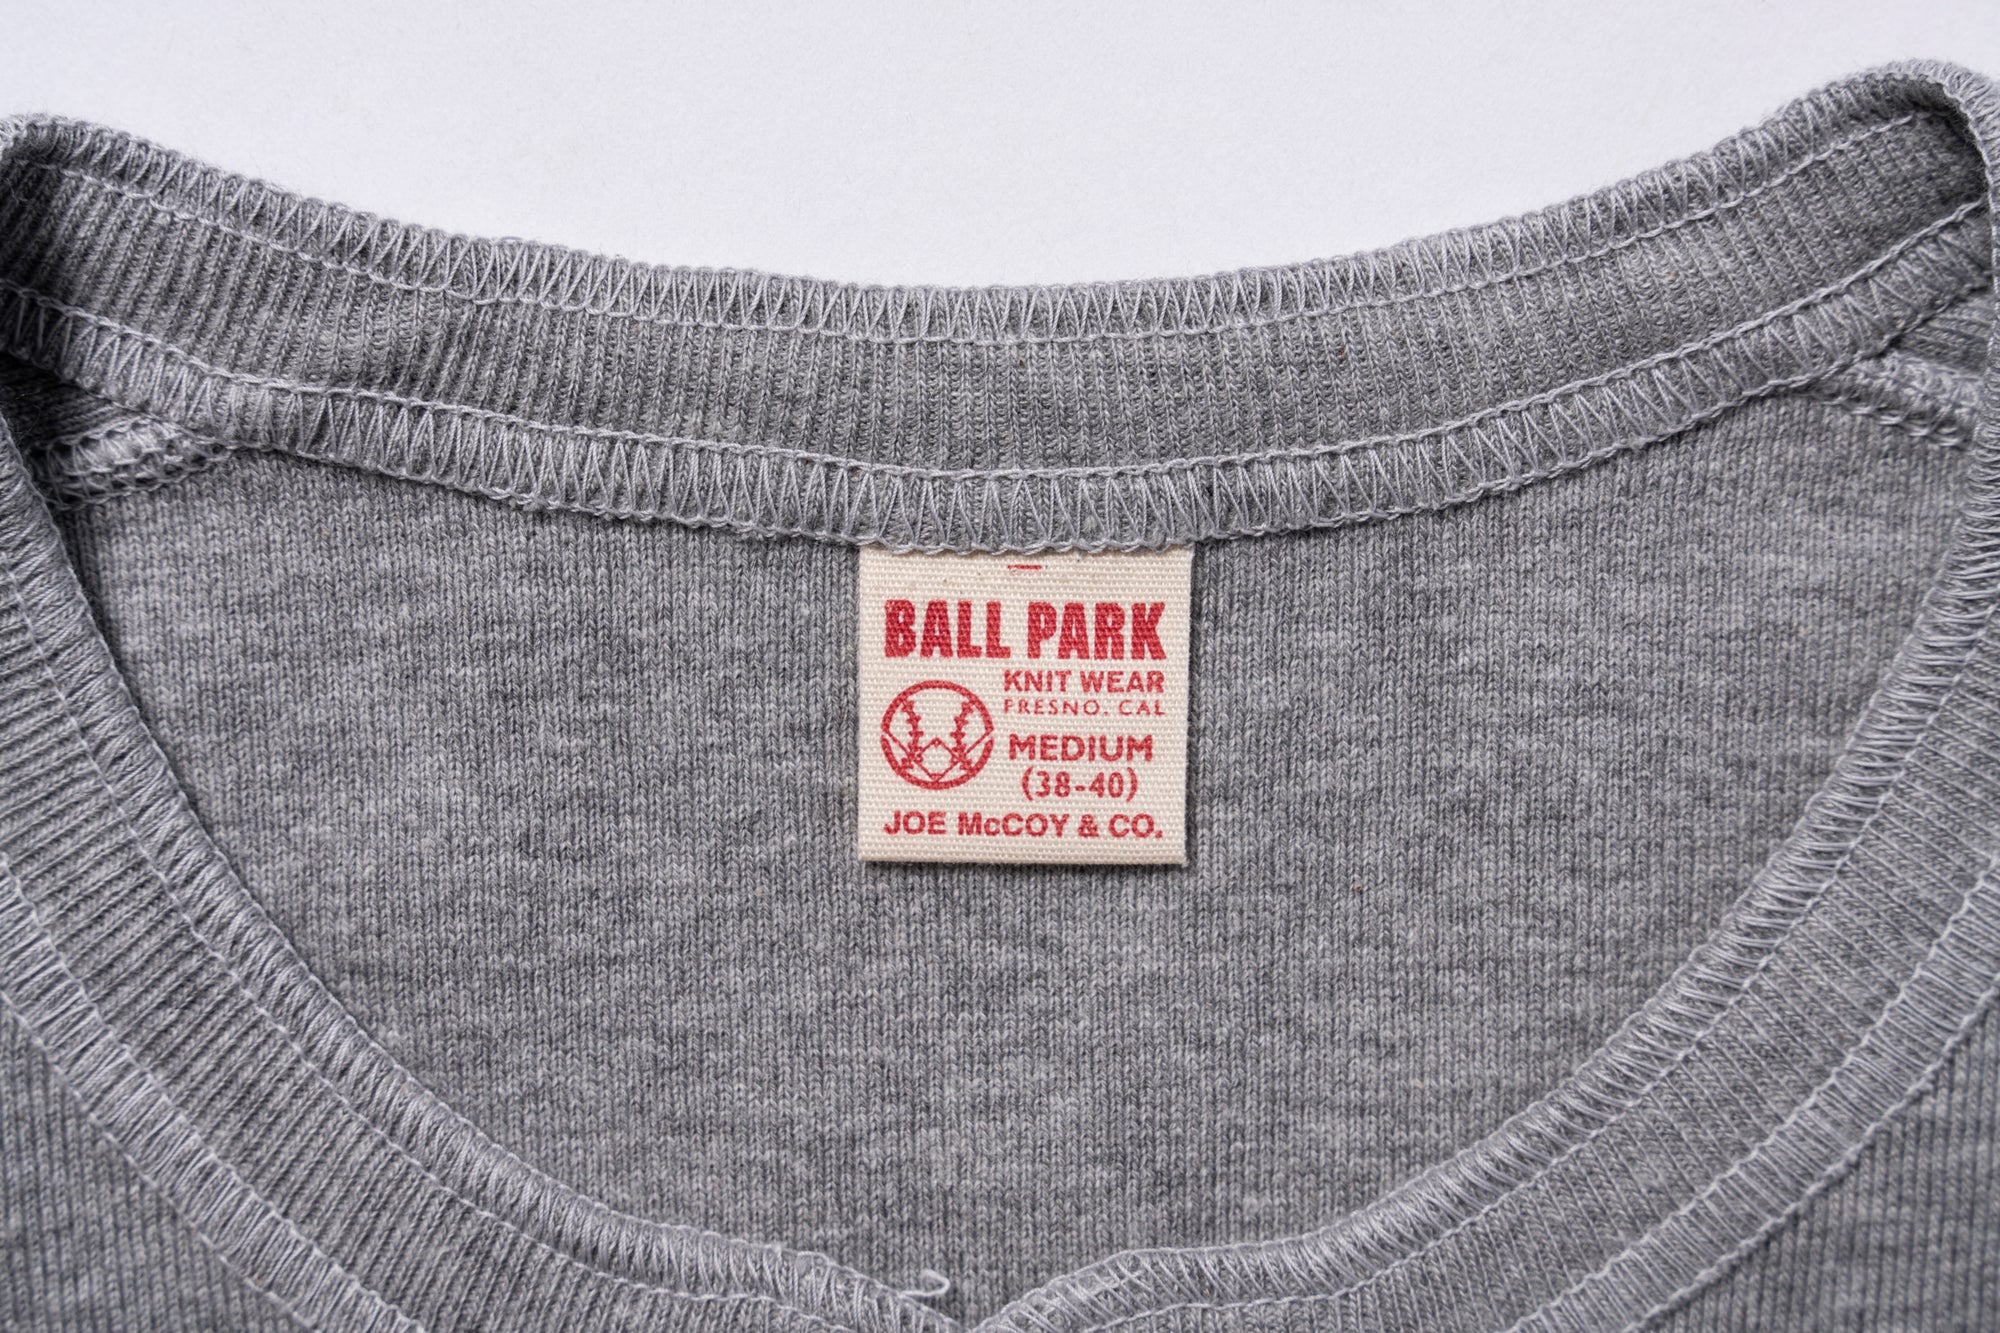 BALL PARK
KNIT WEAR
FRESNO. CAL
MEDIUM
(38-40)
JOE McCOY & CO.